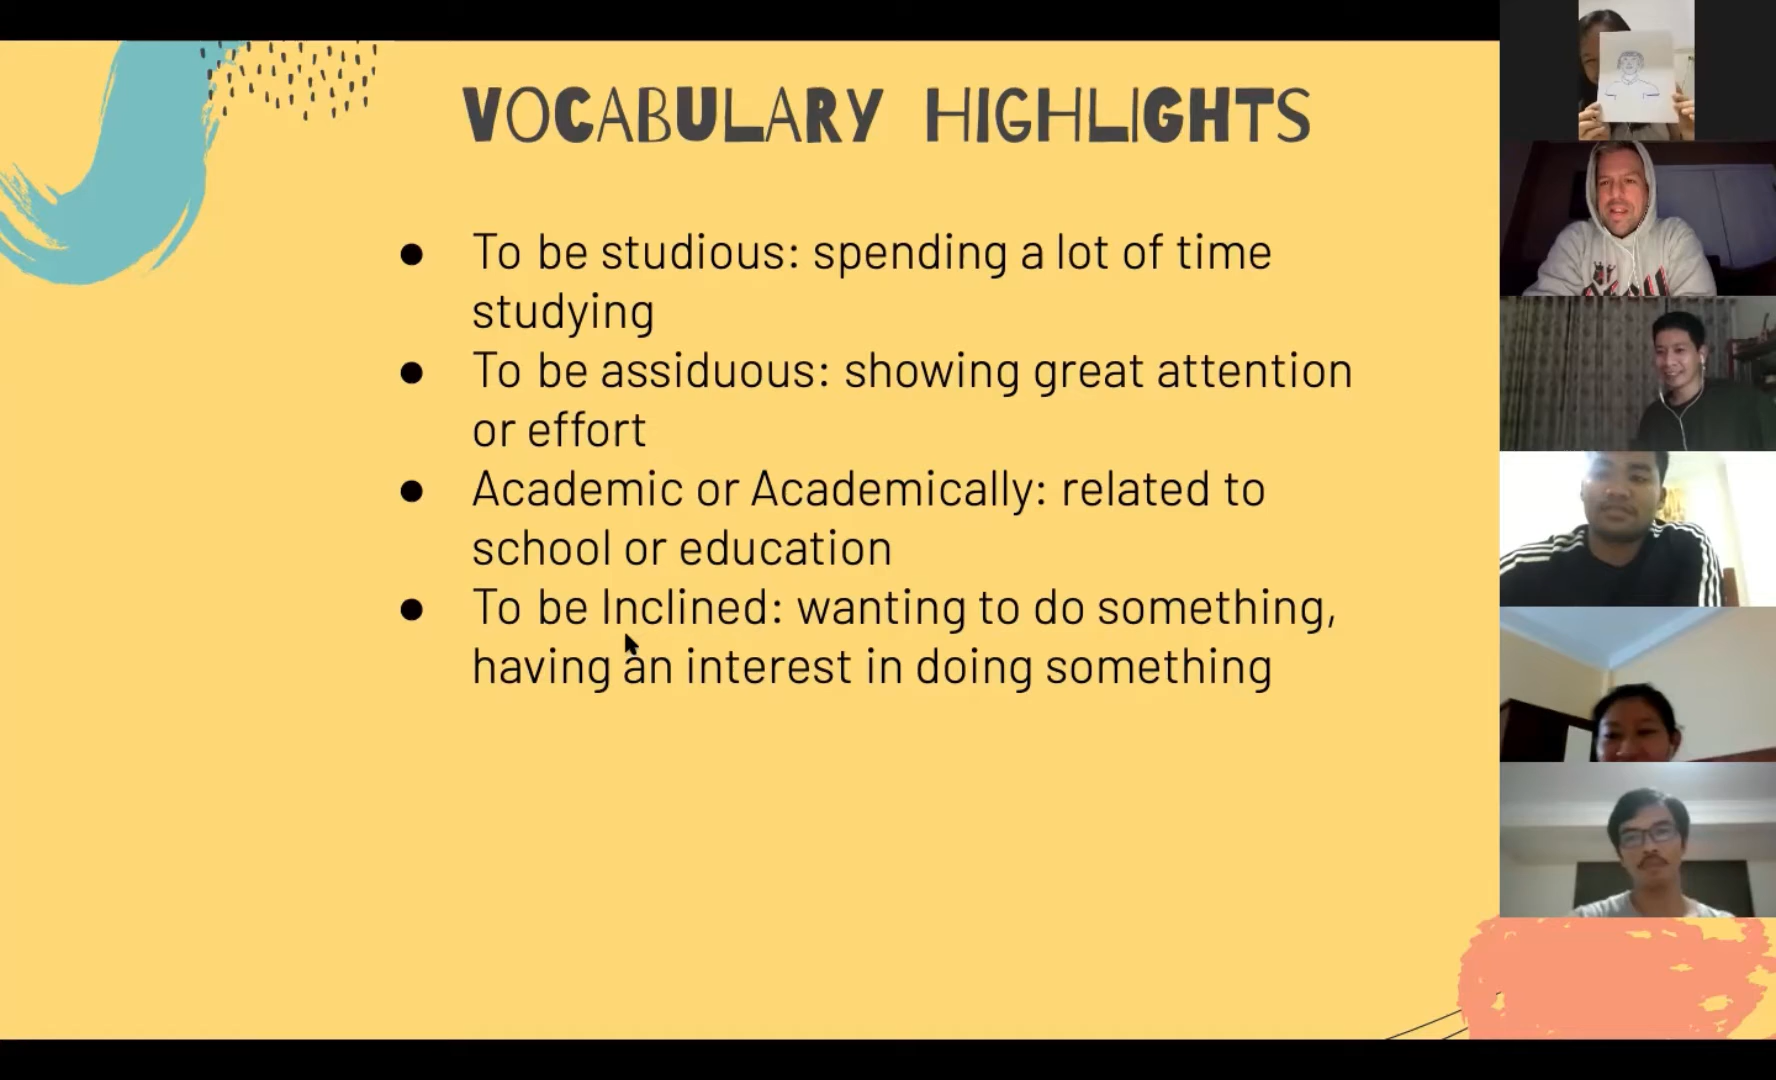 VOCABULARY HIGHLIGHTS
● To be studious: spending a lot of time
studying
● To be assiduous: showing great attention
or effort
● Academic or Academically: related to
school or education
● To be Inclined: wanting to do something,
having an interest in doing something